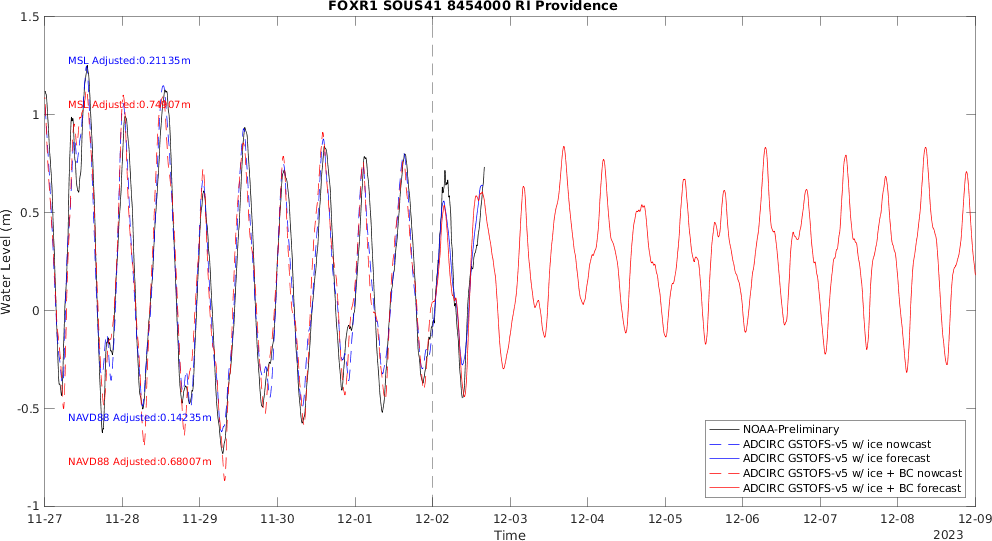 FOXR1 SOUS41 8454000 RI Providence
1.5
MSL Adjusted:0.21135m
MSL Adjusted:0.74907m
1
0.5
Water Level (m)
0
-0.5
NAVD88 Adjusted:0.14235m
NAVD88 Adjusted:0.68007m
NOAA-Preliminary
ADCIRC GSTOFS-v5 w/ ice nowcast
ADCIRC GSTOFS-v5 w/ ice forecast
ADCIRC GSTOFS-v5 w/ ice + BC nowcast
ADCIRC GSTOFS-v5 w/ ice + BC forecast
-1
11-27 11-28 11-29 11-30 12-01 12-02 12-03 12-04 12-05 12-06 12-07 12-08 12-09
Time
2023